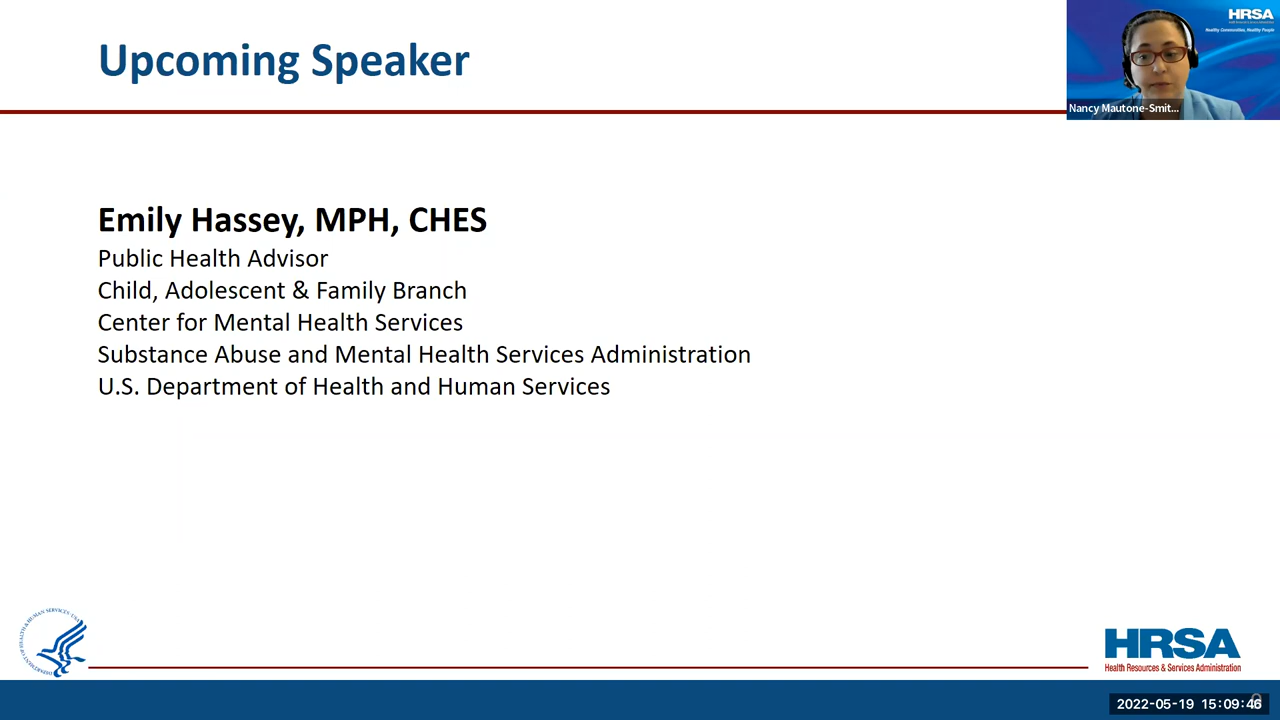 Upcoming Speaker
HRSA
Healthy Communities, Healthy People
Nancy Mautone-Smit...
Emily Hassey, MPH, CHES
Public Health Advisor
Child, Adolescent & Family Branch
Center for Mental Health Services
Substance Abuse and Mental Health Services Administration
U.S. Department of Health and Human Services
HRSA
Health Resources & Services Administration
2022-05-19 15:09:46